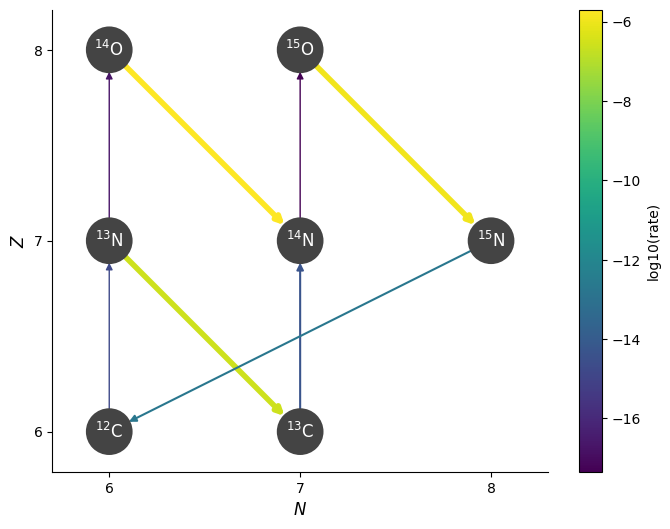 ¹⁴O
¹⁵O
¹³N
¹⁴N
¹⁵N
¹²C
¹³C
8
7
6
Z
6
7
8
N
−6
−8
−10
−12
−14
−16
log10(rate)